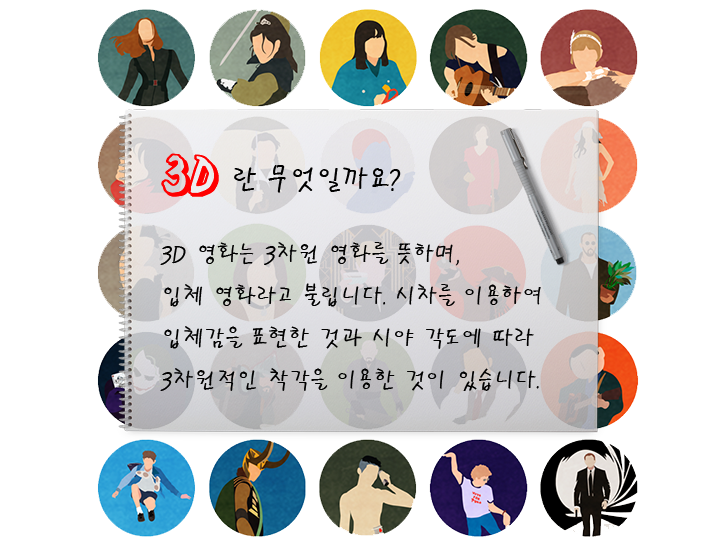 3D 란 무엇일까요?
3D 영화는 3차원 영화를 뜻하며,
입체 영화라고 불립니다. 시차를 이용하여
입체감을 표현한 것과 시야 각도에 따라
3차원적인 착각을 이용한 것이 있습니다.